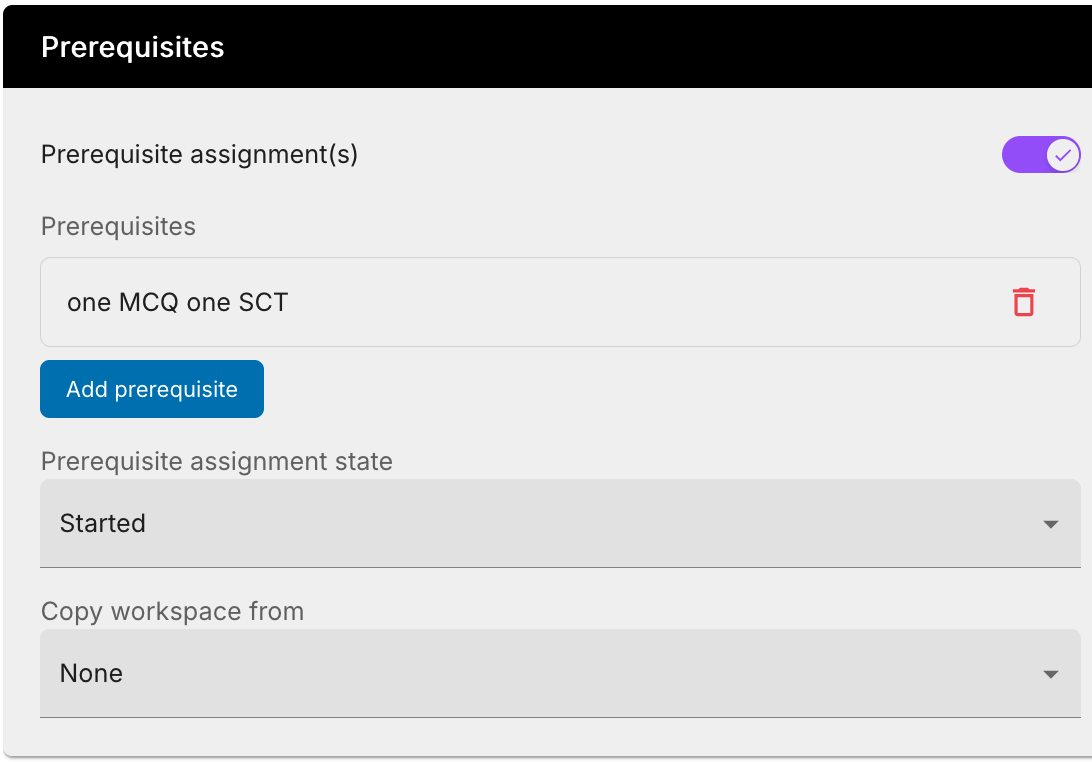 Prerequisites
Prerequisite assignment(s)
Prerequisites
one MCQ one SCT
Add prerequisite
Prerequisite assignment state
Started
Copy workspace from
None